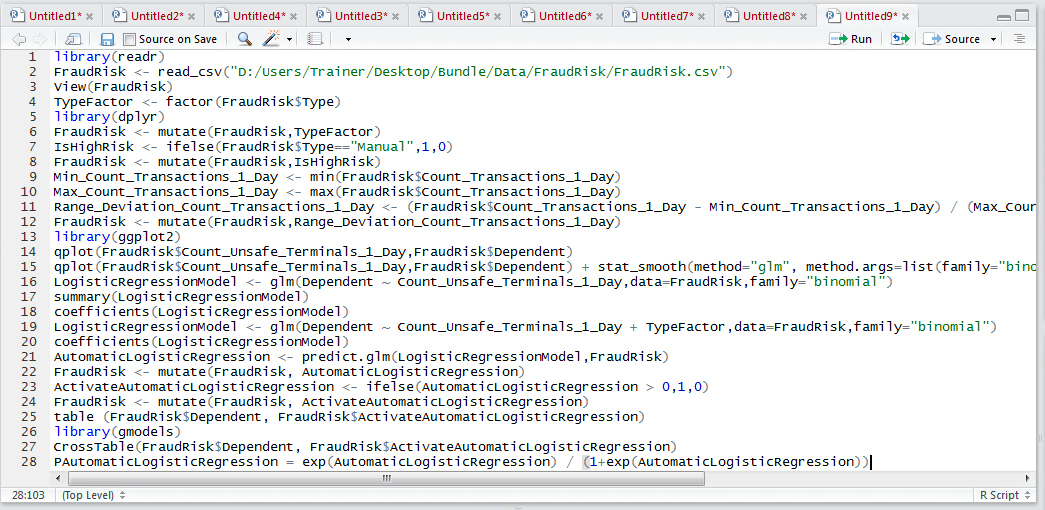 Untitled1* Untitled2* Untitled4* Untitled3* Untitled5* Untitled6* Untitled7* Untitled8* Untitled9*
Source on Save Run Source
1 library(readr)
2 FraudRisk <- read_csv("D:/Users/Trainer/Desktop/Bundle/Data/FraudRisk/FraudRisk.csv")
3 View(FraudRisk)
4 TypeFactor <- factor(FraudRisk$Type)
5 library(dplyr)
6 FraudRisk <- mutate(FraudRisk,TypeFactor)
7 IsHighRisk <- ifelse(FraudRisk$Type=="Manual",1,0)
8 FraudRisk <- mutate(FraudRisk,IsHighRisk)
9 Min_Count_Transactions_1_Day <- min(FraudRisk$Count_Transactions_1_Day)
10 Max_Count_Transactions_1_Day <- max(FraudRisk$Count_Transactions_1_Day)
11 Range_Deviation_Count_Transactions_1_Day <- (FraudRisk$Count_Transactions_1_Day - Min_Count_Transactions_1_Day) / (Max_Cour
12 FraudRisk <- mutate(FraudRisk,Range_Deviation_Count_Transactions_1_Day)
13 library(ggplot2)
14 qplot(FraudRisk$Count_Unsafe_Terminals_1_Day,FraudRisk$Dependent)
15 qplot(FraudRisk$Count_Unsafe_Terminals_1_Day,FraudRisk$Dependent) + stat_smooth(method="glm", method.args=list(family="bino
16 LogisticRegressionModel <- glm(Dependent ~ Count_Unsafe_Terminals_1_Day,data=FraudRisk,family="binomial")
17 summary(LogisticRegressionModel)
18 coefficients(LogisticRegressionModel)
19 LogisticRegressionModel <- glm(Dependent ~ Count_Unsafe_Terminals_1_Day + TypeFactor,data=FraudRisk,family="binomial")
20 coefficients(LogisticRegressionModel)
21 AutomaticLogisticRegression <- predict.glm(LogisticRegressionModel,FraudRisk)
22 FraudRisk <- mutate(FraudRisk, AutomaticLogisticRegression)
23 ActivateAutomaticLogisticRegression <- ifelse(AutomaticLogisticRegression > 0,1,0)
24 FraudRisk <- mutate(FraudRisk, ActivateAutomaticLogisticRegression)
25 table (FraudRisk$Dependent, FraudRisk$ActivateAutomaticLogisticRegression)
26 library(gmodels)
27 CrossTable(FraudRisk$Dependent, FraudRisk$ActivateAutomaticLogisticRegression)
28 PAutomaticLogisticRegression = exp(AutomaticLogisticRegression) / (1+exp(AutomaticLogisticRegression))
28:103 (Top Level) R Script